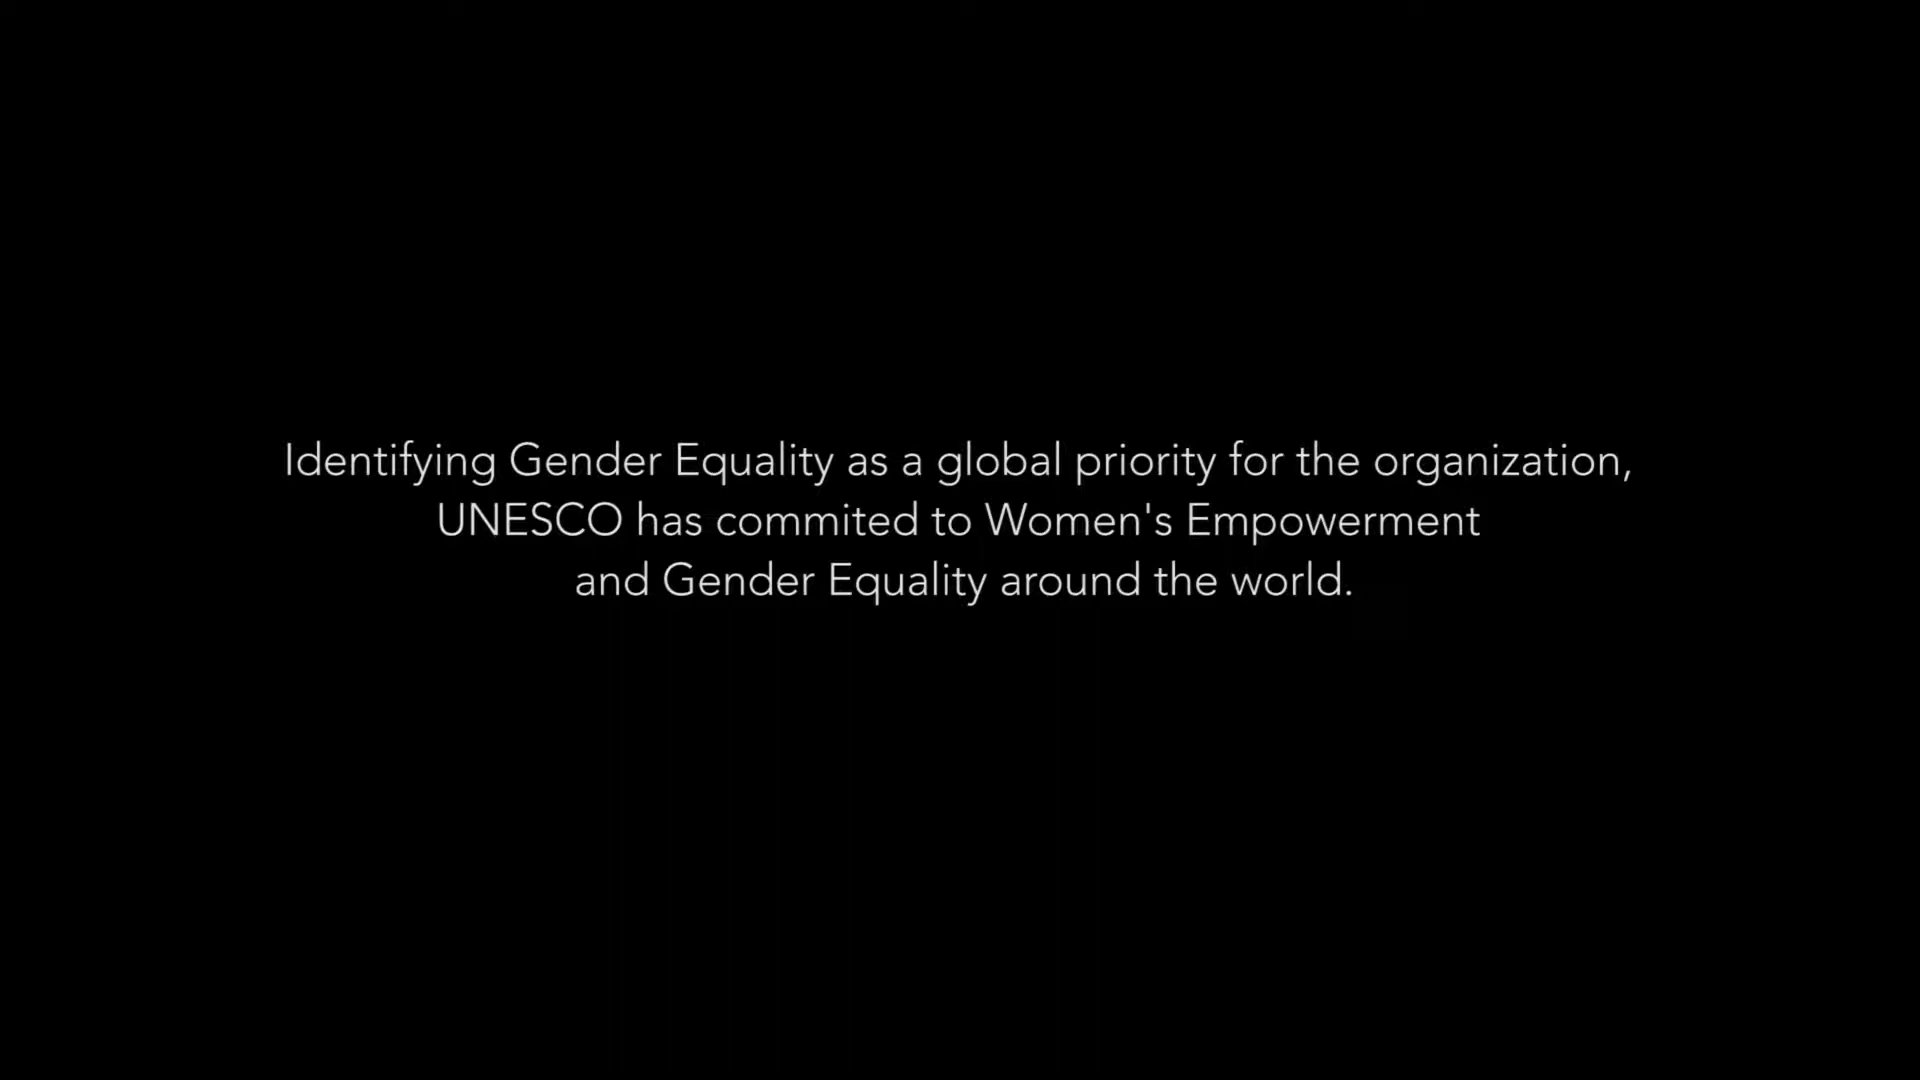 Identifying Gender Equality as a global priority for the organization,
UNESCO has commited to Women's Empowerment
and Gender Equality around the world.